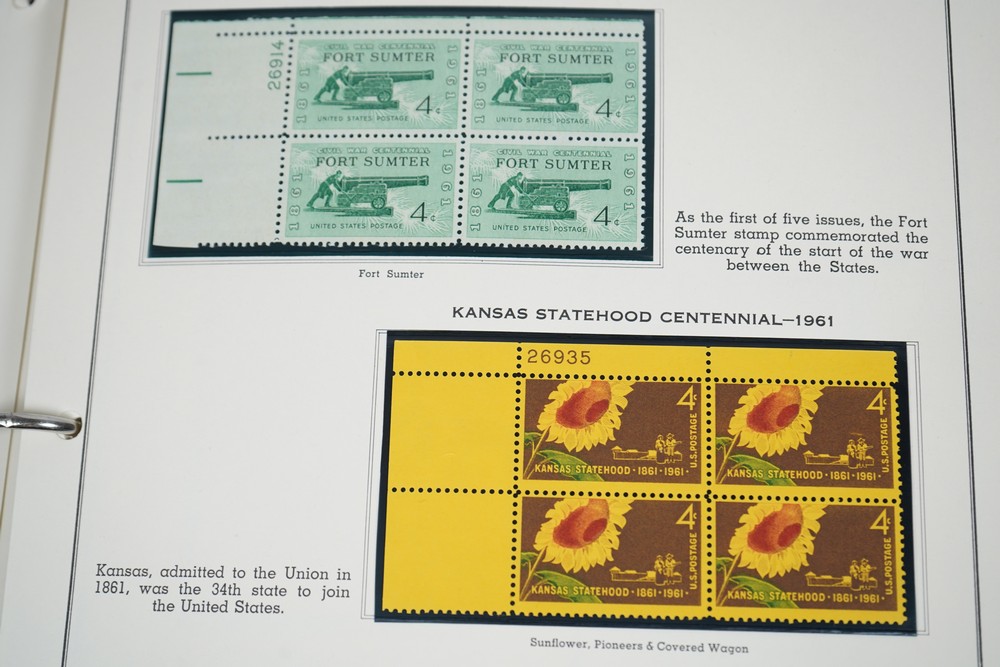 26914
CIVIL WAR CENTENNIAL
FORT SUMTER
1861
1961
4¢
UNITED STATES POSTAGE
CIVIL WAR CENTENNIAL
FORT SUMTER
1861
1961
4¢
UNITED STATES POSTAGE
CIVIL WAR CENTENNIAL
FORT SUMTER
1861
1961
4¢
UNITED STATES POSTAGE
CIVIL WAR CENTENNIAL
FORT SUMTER
1861
1961
4¢
UNITED STATES POSTAGE
Fort Sumter
As the first of five issues, the Fort
Sumter stamp commemorated the
centenary of the start of the war
between the States.
KANSAS STATEHOOD CENTENNIAL—1961
26935
4¢
U.S. POSTAGE
KANSAS STATEHOOD · 1861 · 1961 ·
4¢
U.S. POSTAGE
KANSAS STATEHOOD · 1861 · 1961 ·
4¢
U.S. POSTAGE
KANSAS STATEHOOD · 1861 · 1961 ·
4¢
U.S. POSTAGE
KANSAS STATEHOOD · 1861 · 1961 ·
Kansas, admitted to the Union in
1861, was the 34th state to join
the United States.
Sunflower, Pioneers & Covered Wagon